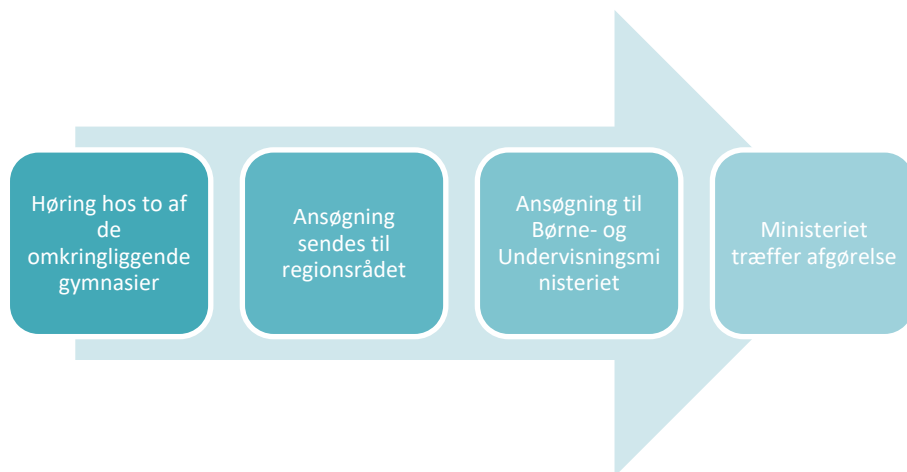 Høring hos to af
de
omkringliggende
gymnasier
Ansøgning
sendes til
regionsrådet
Ansøgning til
Børne- og
Undervisningsmi
nisteriet
Ministeriet
træffer afgørelse